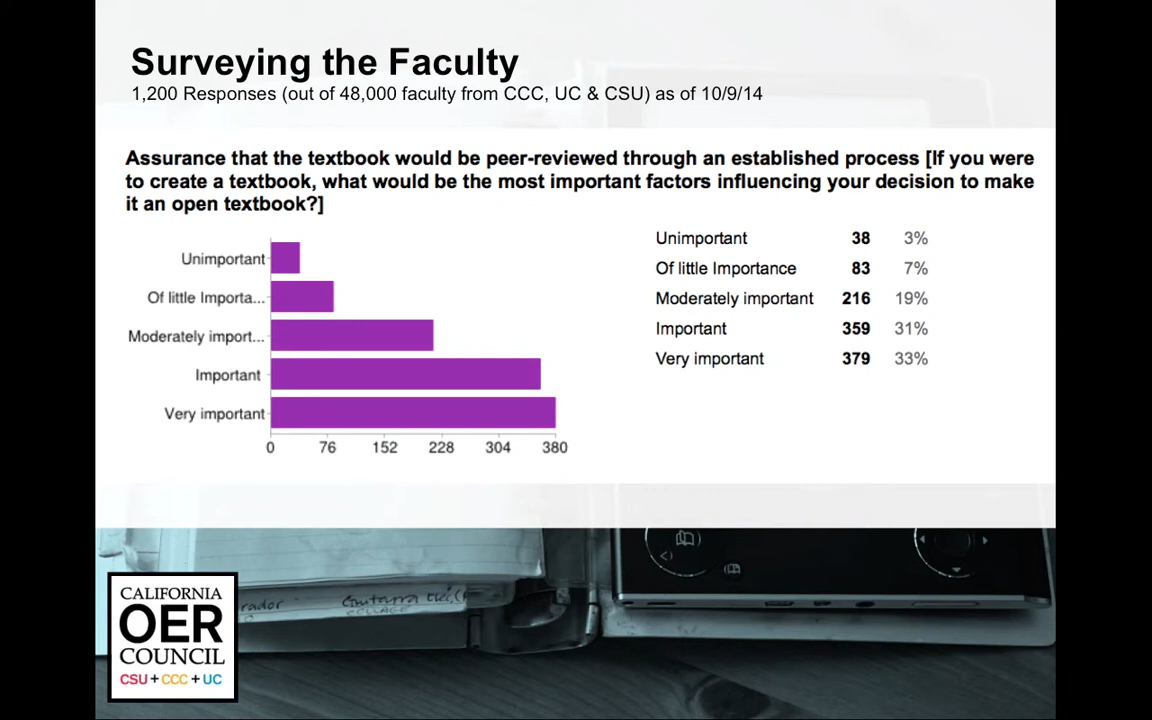 Surveying the Faculty
1,200 Responses (out of 48,000 faculty from CCC, UC & CSU) as of 10/9/14
Assurance that the textbook would be peer-reviewed through an established process [If you were
to create a textbook, what would be the most important factors influencing your decision to make
it an open textbook?]
Unimportant
Of little Importa...
Moderately import...
Important
Very important
0 76 152 228 304 380
Unimportant 38 3%
Of little Importance 83 7%
Moderately important 216 19%
Important 359 31%
Very important 379 33%
CALIFORNIA
OER
COUNCIL
CSU+CCC+UC